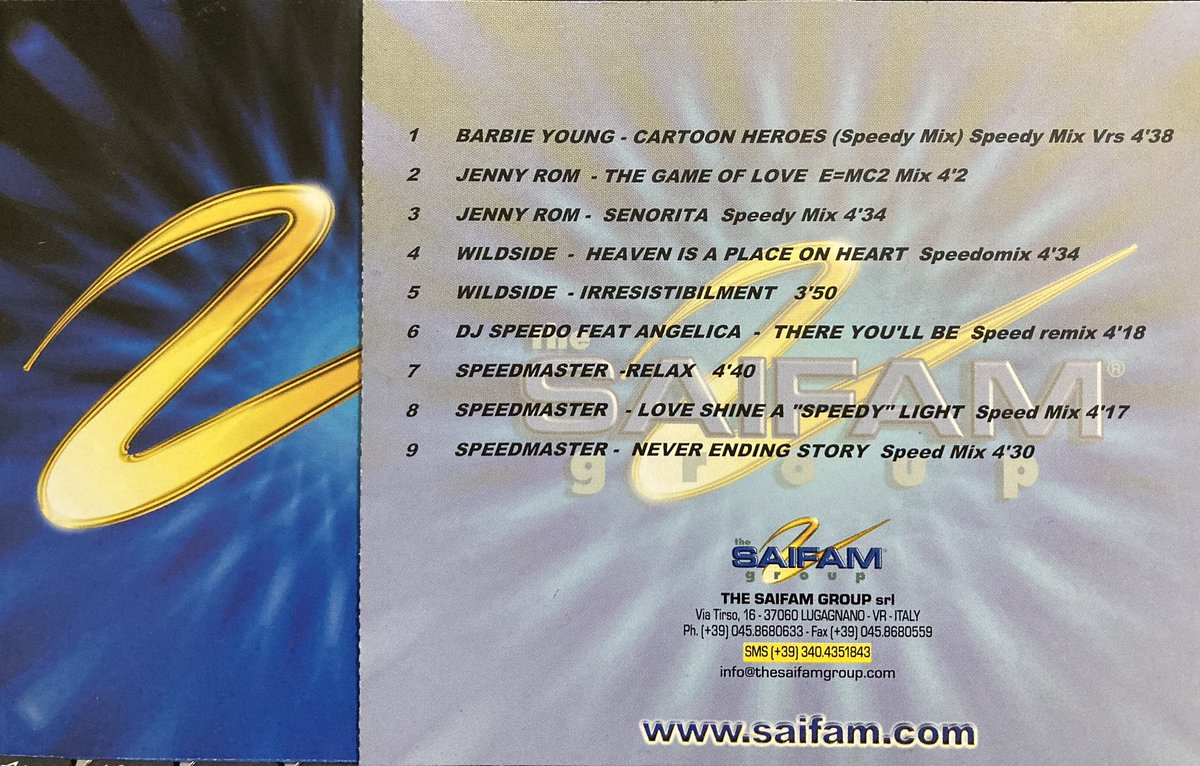 1 BARBIE YOUNG - CARTOON HEROES (Speedy Mix) Speedy Mix Vrs 4'38
2 JENNY ROM - THE GAME OF LOVE E=MC2 Mix 4'2
3 JENNY ROM - SENORITA Speedy Mix 4'34
4 WILDSIDE - HEAVEN IS A PLACE ON HEART Speedomix 4'34
5 WILDSIDE - IRRESISTIBILMENT 3'50
6 DJ SPEEDO FEAT ANGELICA - THERE YOU'LL BE Speed remix 4'18
7 SPEEDMASTER -RELAX 4'40
8 SPEEDMASTER - LOVE SHINE A "SPEEDY" LIGHT Speed Mix 4'17
9 SPEEDMASTER - NEVER ENDING STORY Speed Mix 4'30
the
SAIFAM®
group
the
SAIFAM
group
THE SAIFAM GROUP srl
Via Tirso, 16 - 37060 LUGAGNANO - VR - ITALY
Ph. (+39) 045.8680633 - Fax (+39) 045.8680559
SMS (+39) 340.4351843
info@thesaifamgroup.com
www.saifam.com